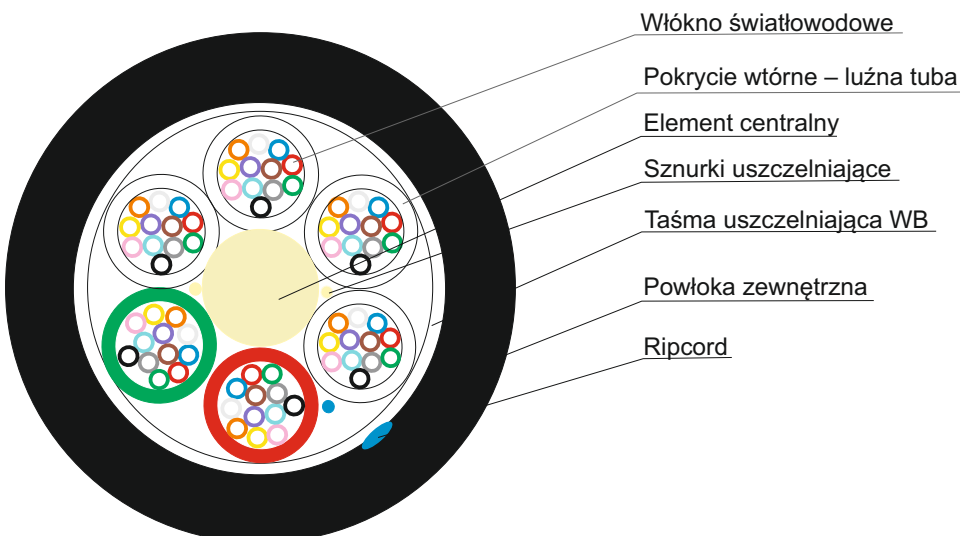 Włókno światłowodowe
Pokrycie wtórne – luźna tuba
Element centralny
Sznurki uszczelniające
Taśma uszczelniająca WB
Powłoka zewnętrzna
Ripcord